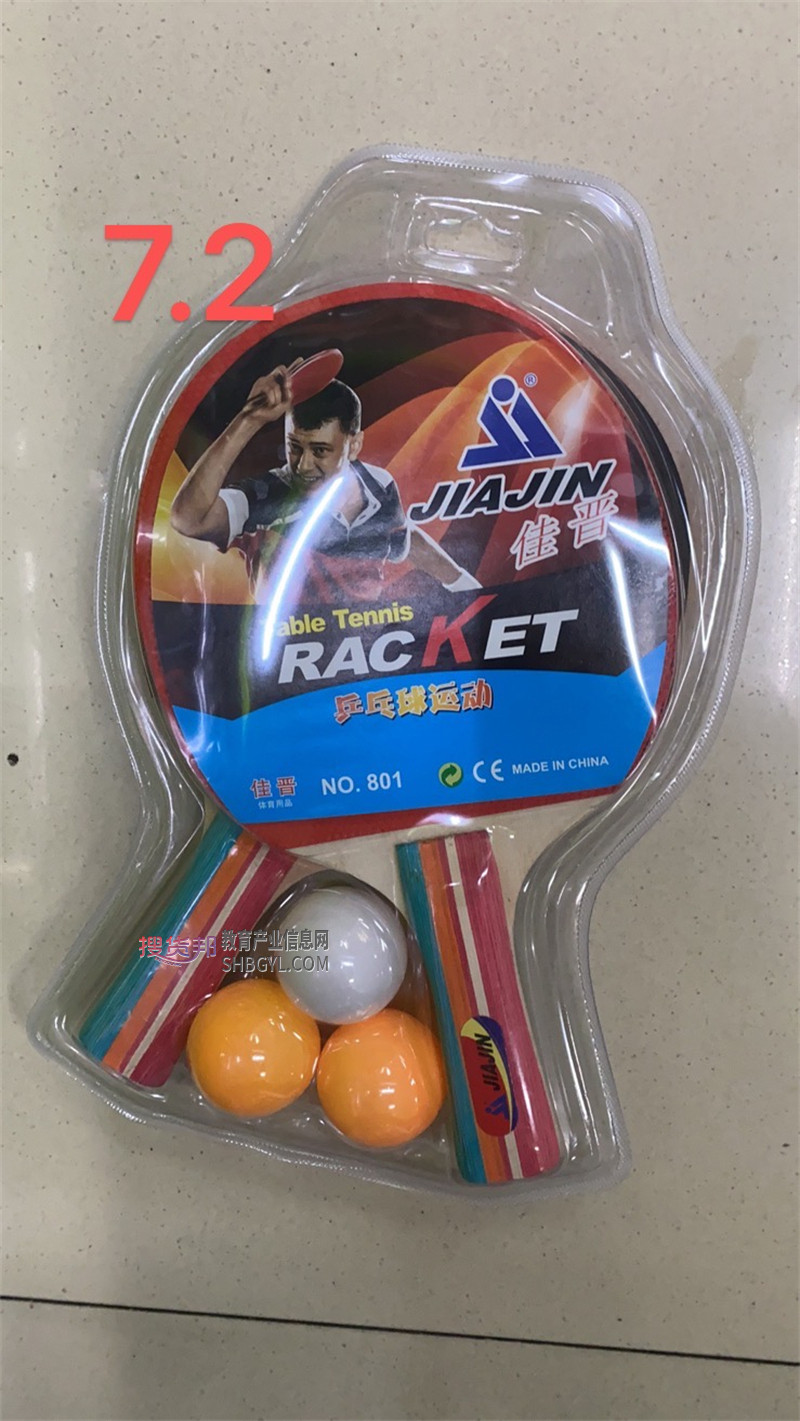 7.2
®
JIAJIN
佳晋
able Tennis
RACKET
乒乓球运动
佳晋
体育用品
NO. 801
CE
MADE IN CHINA
搜货邦
教育产业信息网
SHBGYL.COM
JIAJIN